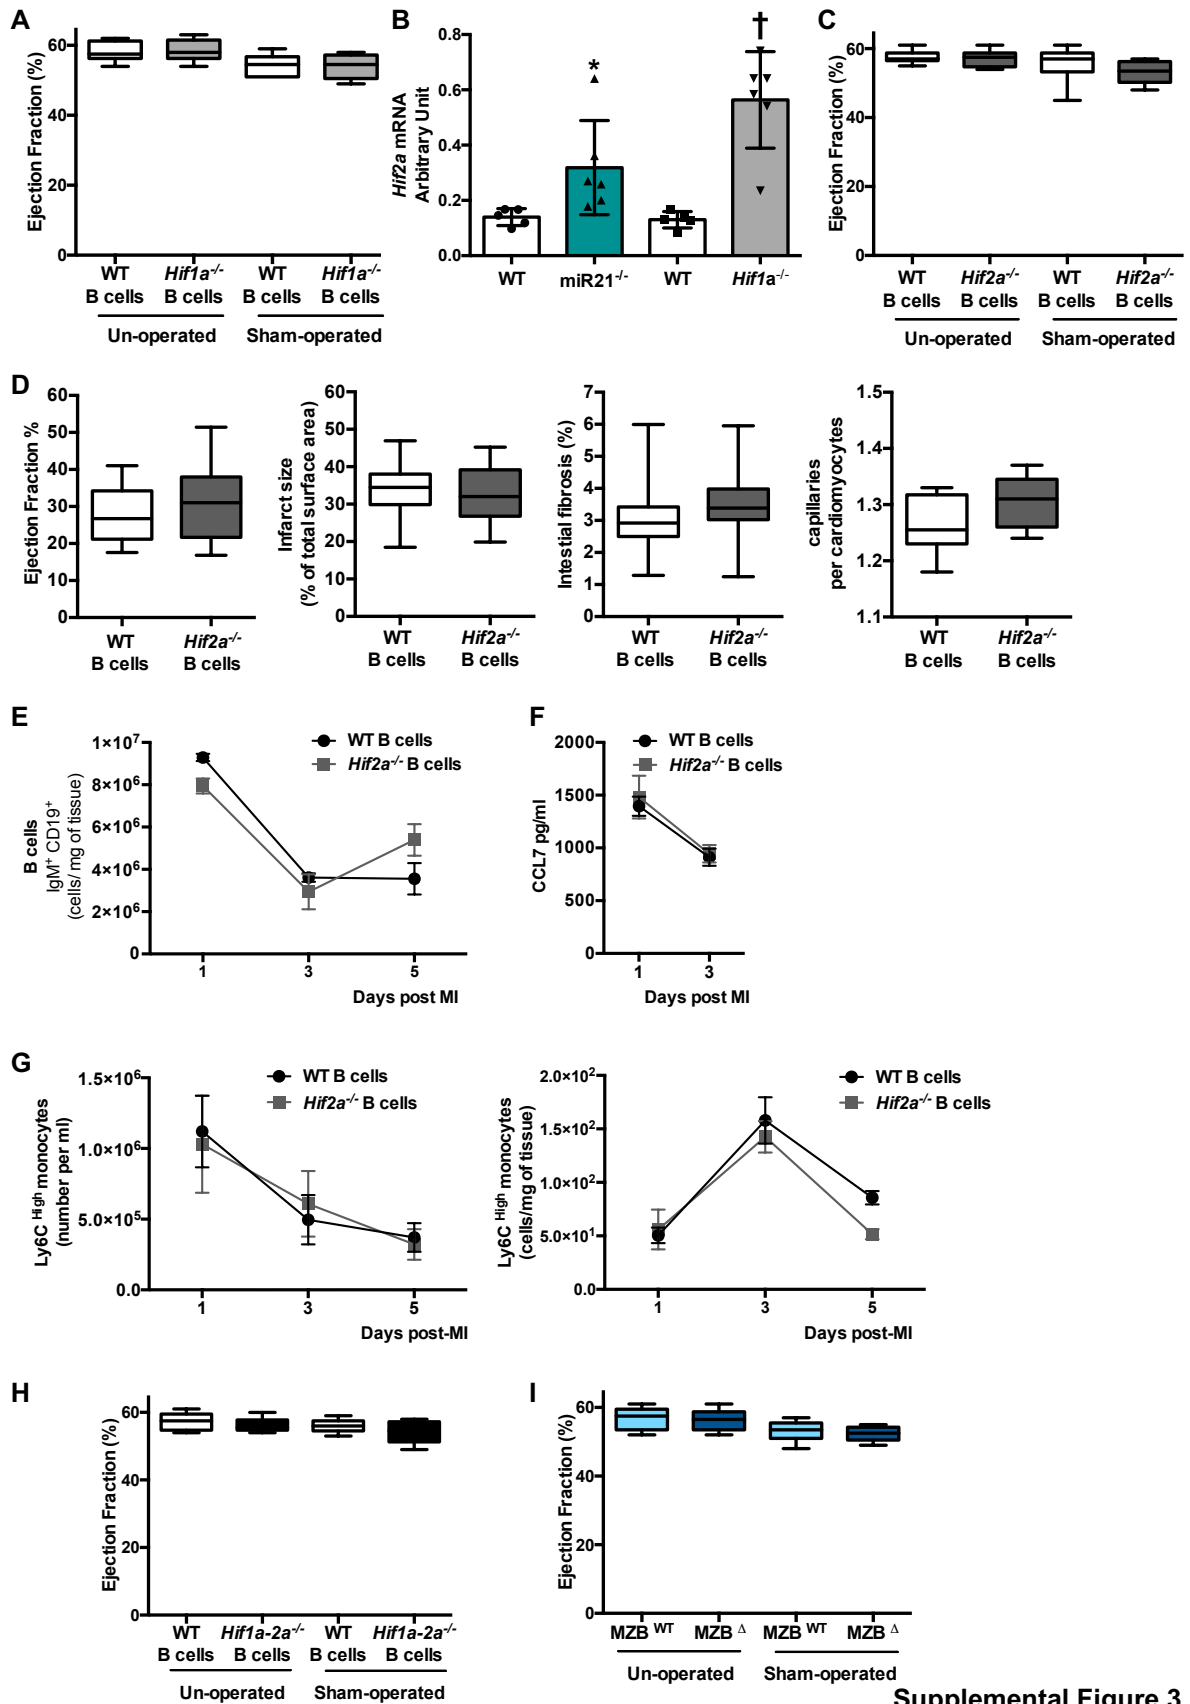 A
Ejection Fraction (%)
60
40
20
0
WT
B cells
Hif1a-/-
B cells
WT
B cells
Hif1a-/-
B cells
Un-operated
Sham-operated
B
Hif2a mRNA
Arbitrary Unit
0.8
0.6
0.4
0.2
0.0
*
†
WT
miR21-/-
WT
Hif1a-/-
C
Ejection Fraction (%)
60
40
20
0
WT
B cells
Hif2a-/-
B cells
WT
B cells
Hif2a-/-
B cells
Un-operated
Sham-operated
D
Ejection Fraction %
60
50
40
30
20
10
0
WT
B cells
Hif2a-/-
B cells
Infarct size
(% of total surface area)
60
50
40
30
20
10
0
WT
B cells
Hif2a-/-
B cells
Intestial fibrosis (%)
7
6
5
4
3
2
1
0
WT
B cells
Hif2a-/-
B cells
capillaries
per cardiomyocytes
1.5
1.4
1.3
1.2
1.1
WT
B cells
Hif2a-/-
B cells
E
WT B cells
Hif2a-/- B cells
B cells
IgM+ CD19+
(cells/ mg of tissue)
1×10⁷
8×10⁶
6×10⁶
4×10⁶
2×10⁶
0
1
3
5
Days post MI
F
WT B cells
Hif2a-/- B cells
CCL7 pg/ml
2000
1500
1000
500
0
1
3
Days post MI
G
WT B cells
Hif2a-/- B cells
Ly6C High monocytes
(number per ml)
1.5×10⁶
1.0×10⁶
5.0×10⁵
0.0
1
3
5
Days post-MI
WT B cells
Hif2a-/- B cells
Ly6C High monocytes
(cells/mg of tissue)
2.0×10²
1.5×10²
1.0×10²
5.0×10¹
0.0
1
3
5
Days post-MI
H
Ejection Fraction (%)
60
40
20
0
WT
B cells
Hif1a-2a-/-
B cells
WT
B cells
Hif1a-2a-/-
B cells
Un-operated
Sham-operated
I
Ejection Fraction (%)
60
40
20
0
MZB WT
MZB Δ
MZB WT
MZB Δ
Un-operated
Sham-operated
Supplemental Figure 3